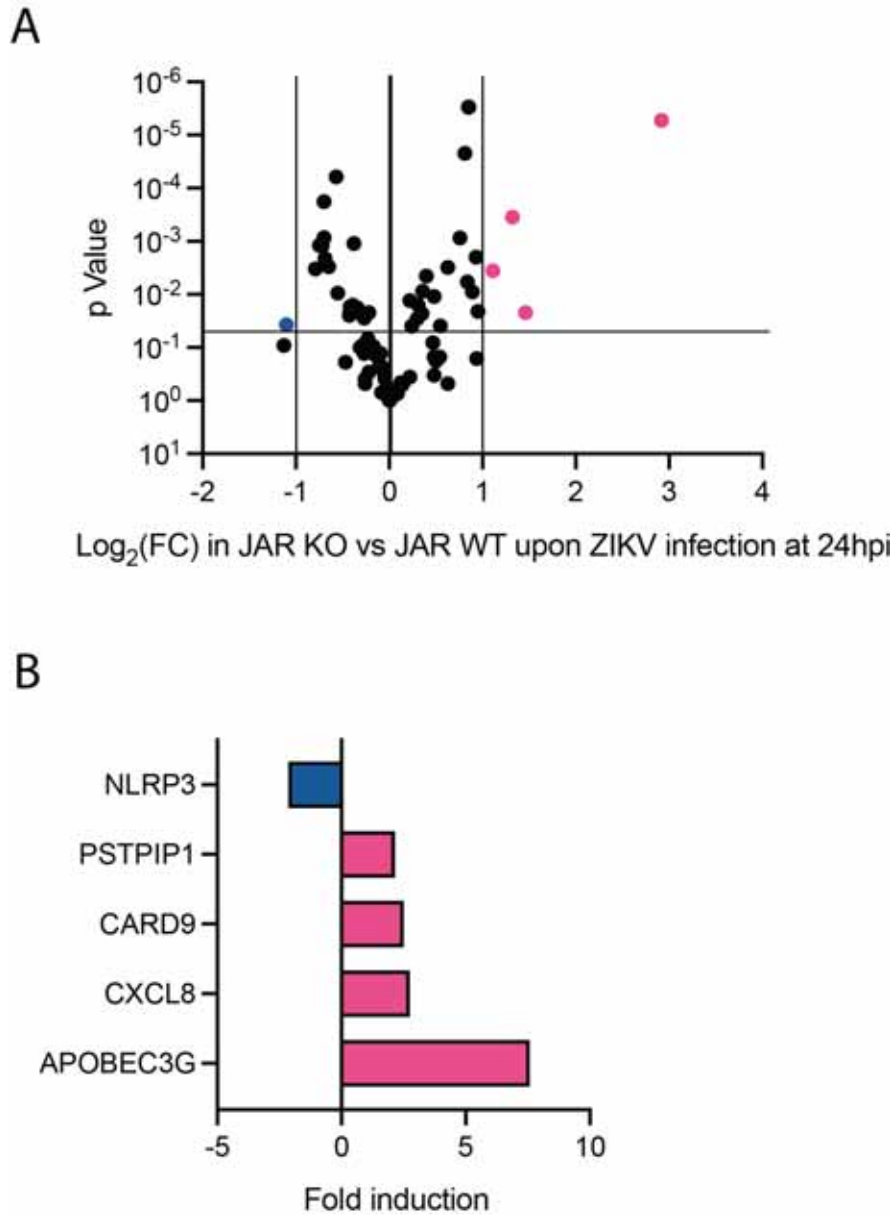 A
10-6
10-5
10-4
10-3
10-2
10-1
100
101
p Value
-2 -1 0 1 2 3 4
Log2(FC) in JAR KO vs JAR WT upon ZIKV infection at 24hpi
B
NLRP3
PSTPIP1
CARD9
CXCL8
APOBEC3G
-5 0 5 10
Fold induction